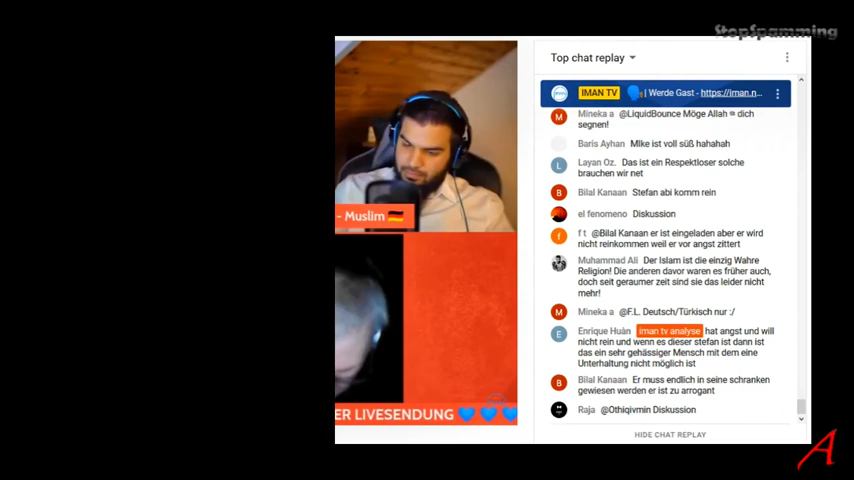 StopSpamming
Top chat replay
IMAN TV | Werde Gast - https://iman.n...
Mineka a @LiquidBounce Möge Allah dich
segnen!
Baris Ayhan MIke ist voll süß hahahah
Layan Oz. Das ist ein Respektloser solche
brauchen wir net
Bilal Kanaan Stefan abi komm rein
el fenomeno Diskussion
f t @Bilal Kanaan er ist eingeladen aber er wird
nicht reinkommen weil er vor angst zittert
Muhammad Ali Der Islam ist die einzig Wahre
Religion! Die anderen davor waren es früher auch,
doch seit geraumer zeit sind sie das leider nicht
mehr!
Mineka a @F.L. Deutsch/Türkisch nur :/
Enrique Huàn iman tv analyse hat angst und will
nicht rein und wenn es dieser stefan ist dann ist
das ein sehr gehässiger Mensch mit dem eine
Unterhaltung nicht möglich ist
Bilal Kanaan Er muss endlich in seine schranken
gewiesen werden er ist zu arrogant
Raja @Othiqivmin Diskussion
HIDE CHAT REPLAY
- Muslim
ER LIVESENDUNG
A